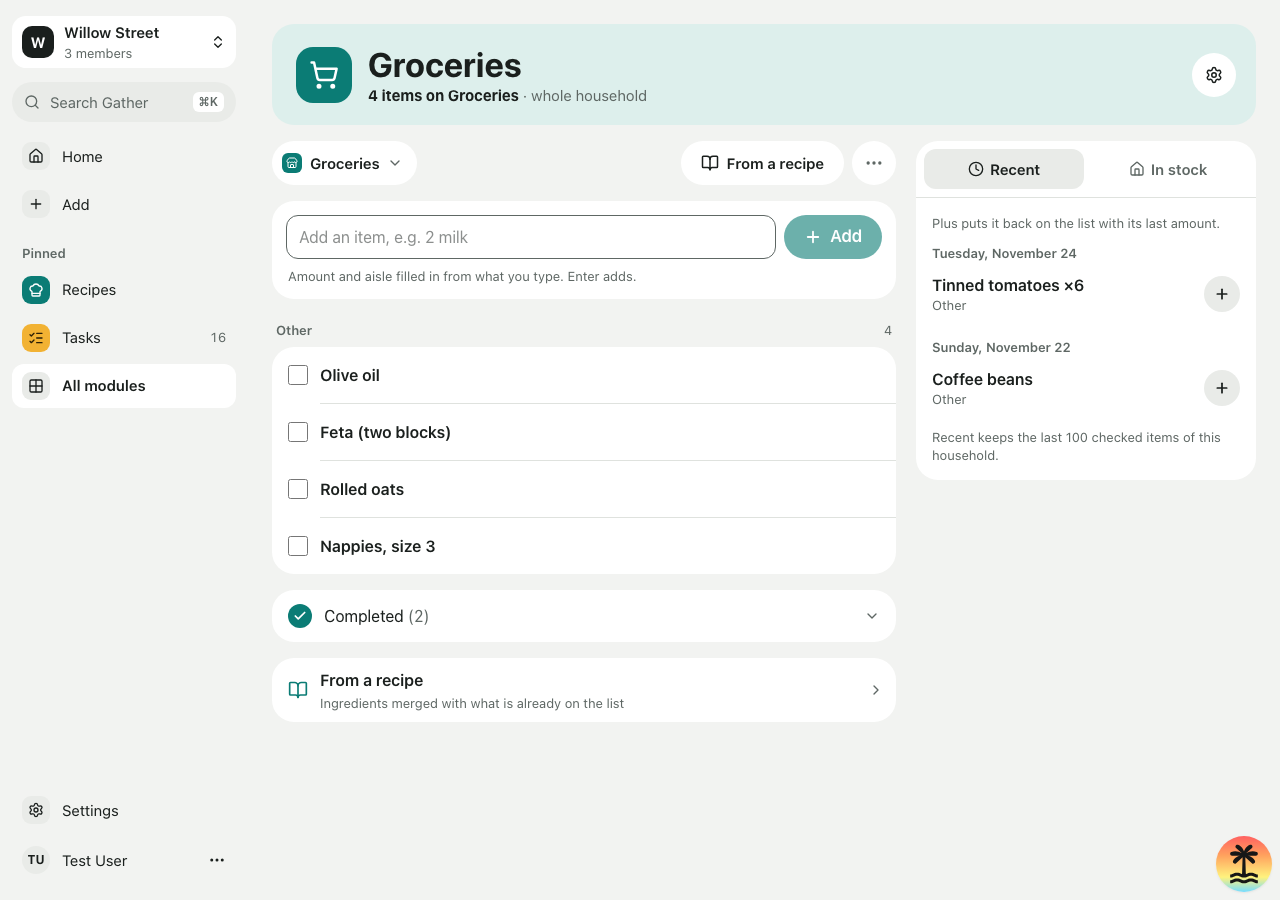 W
Willow Street
3 members
Search Gather
⌘K
Home
Add
Pinned
Recipes
Tasks
16
All modules
Settings
TU
Test User
Groceries
4 items on Groceries · whole household
Groceries
From a recipe
Add an item, e.g. 2 milk
Add
Amount and aisle filled in from what you type. Enter adds.
Other
4
Olive oil
Feta (two blocks)
Rolled oats
Nappies, size 3
Completed (2)
From a recipe
Ingredients merged with what is already on the list
Recent
In stock
Plus puts it back on the list with its last amount.
Tuesday, November 24
Tinned tomatoes ×6
Other
Sunday, November 22
Coffee beans
Other
Recent keeps the last 100 checked items of this
household.